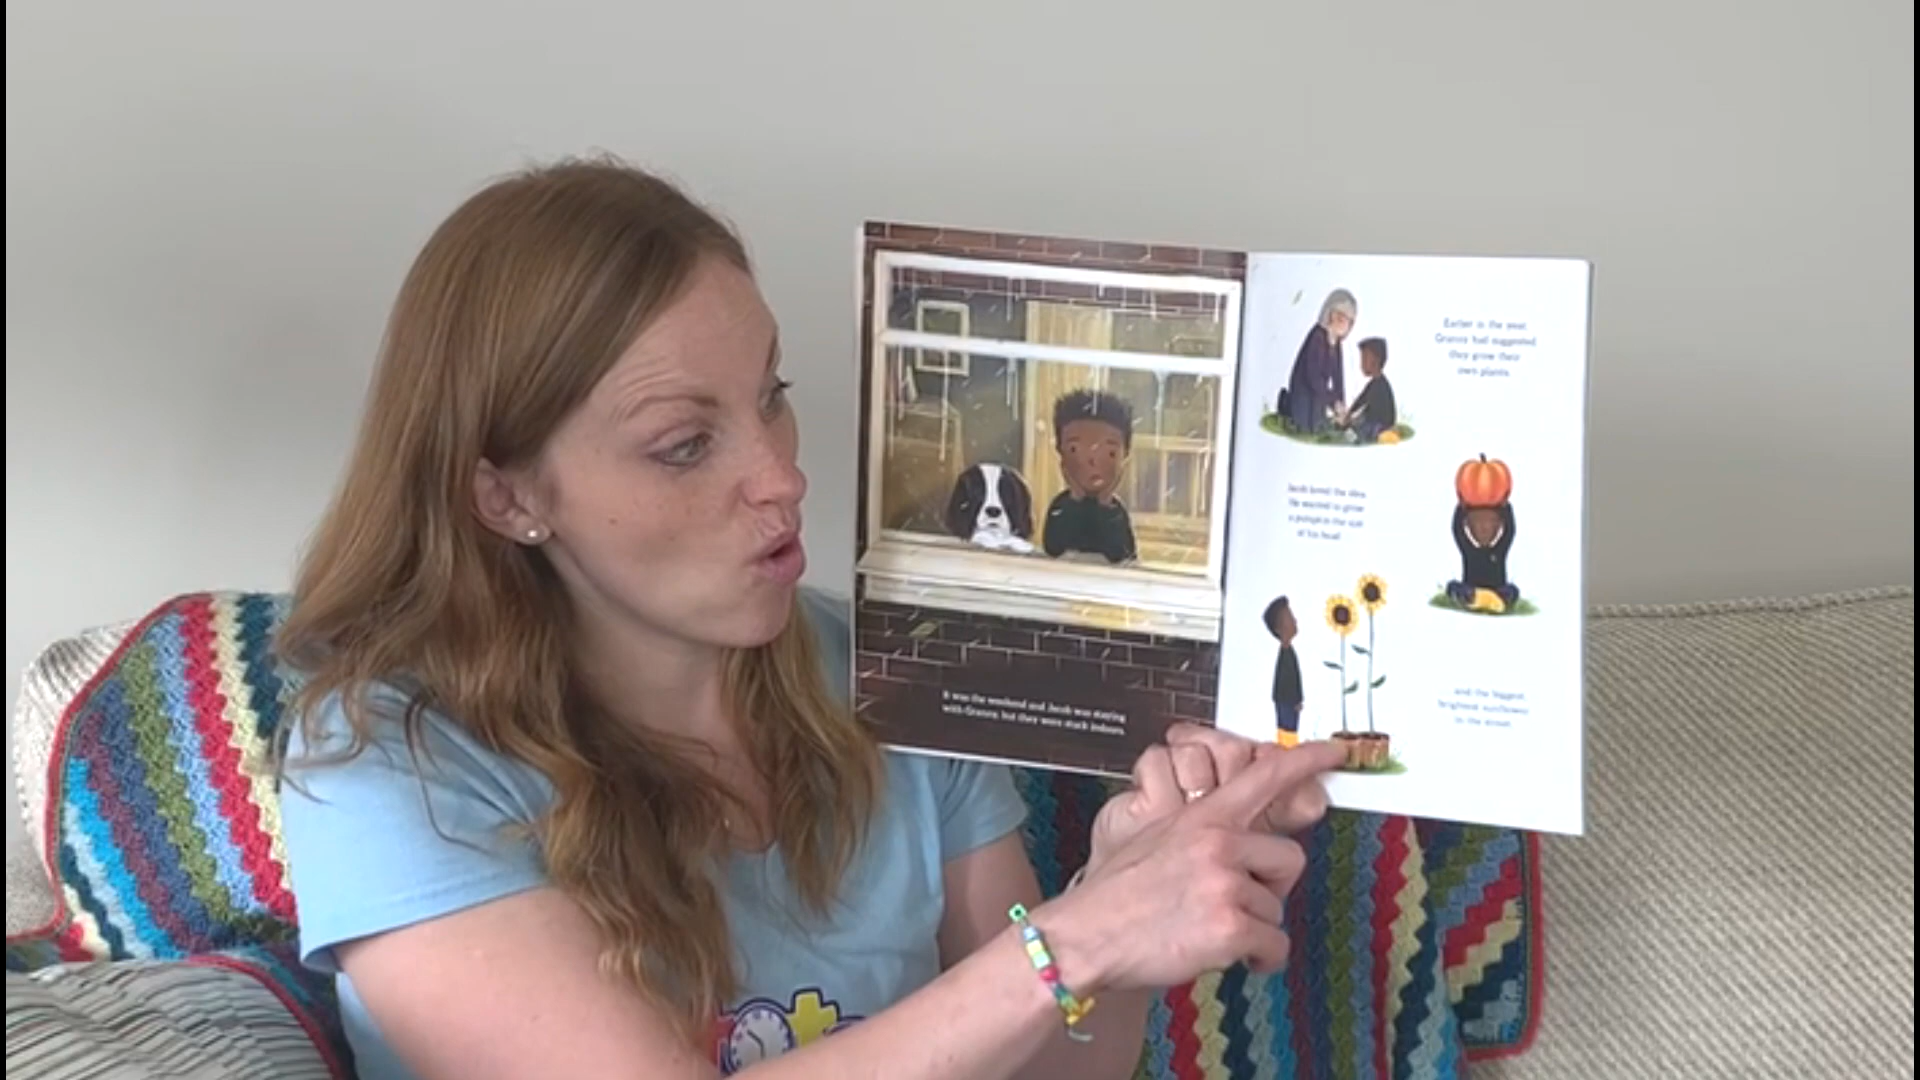 It was the weekend and Jacob was staying
with Granny, but they were stuck indoors.
Earlier in the year
Granny had suggested
they grow their
own plants.
Jacob loved the idea.
He wanted to grow
a pumpkin the size
of his head
and the biggest,
brightest sunflower
in the street.